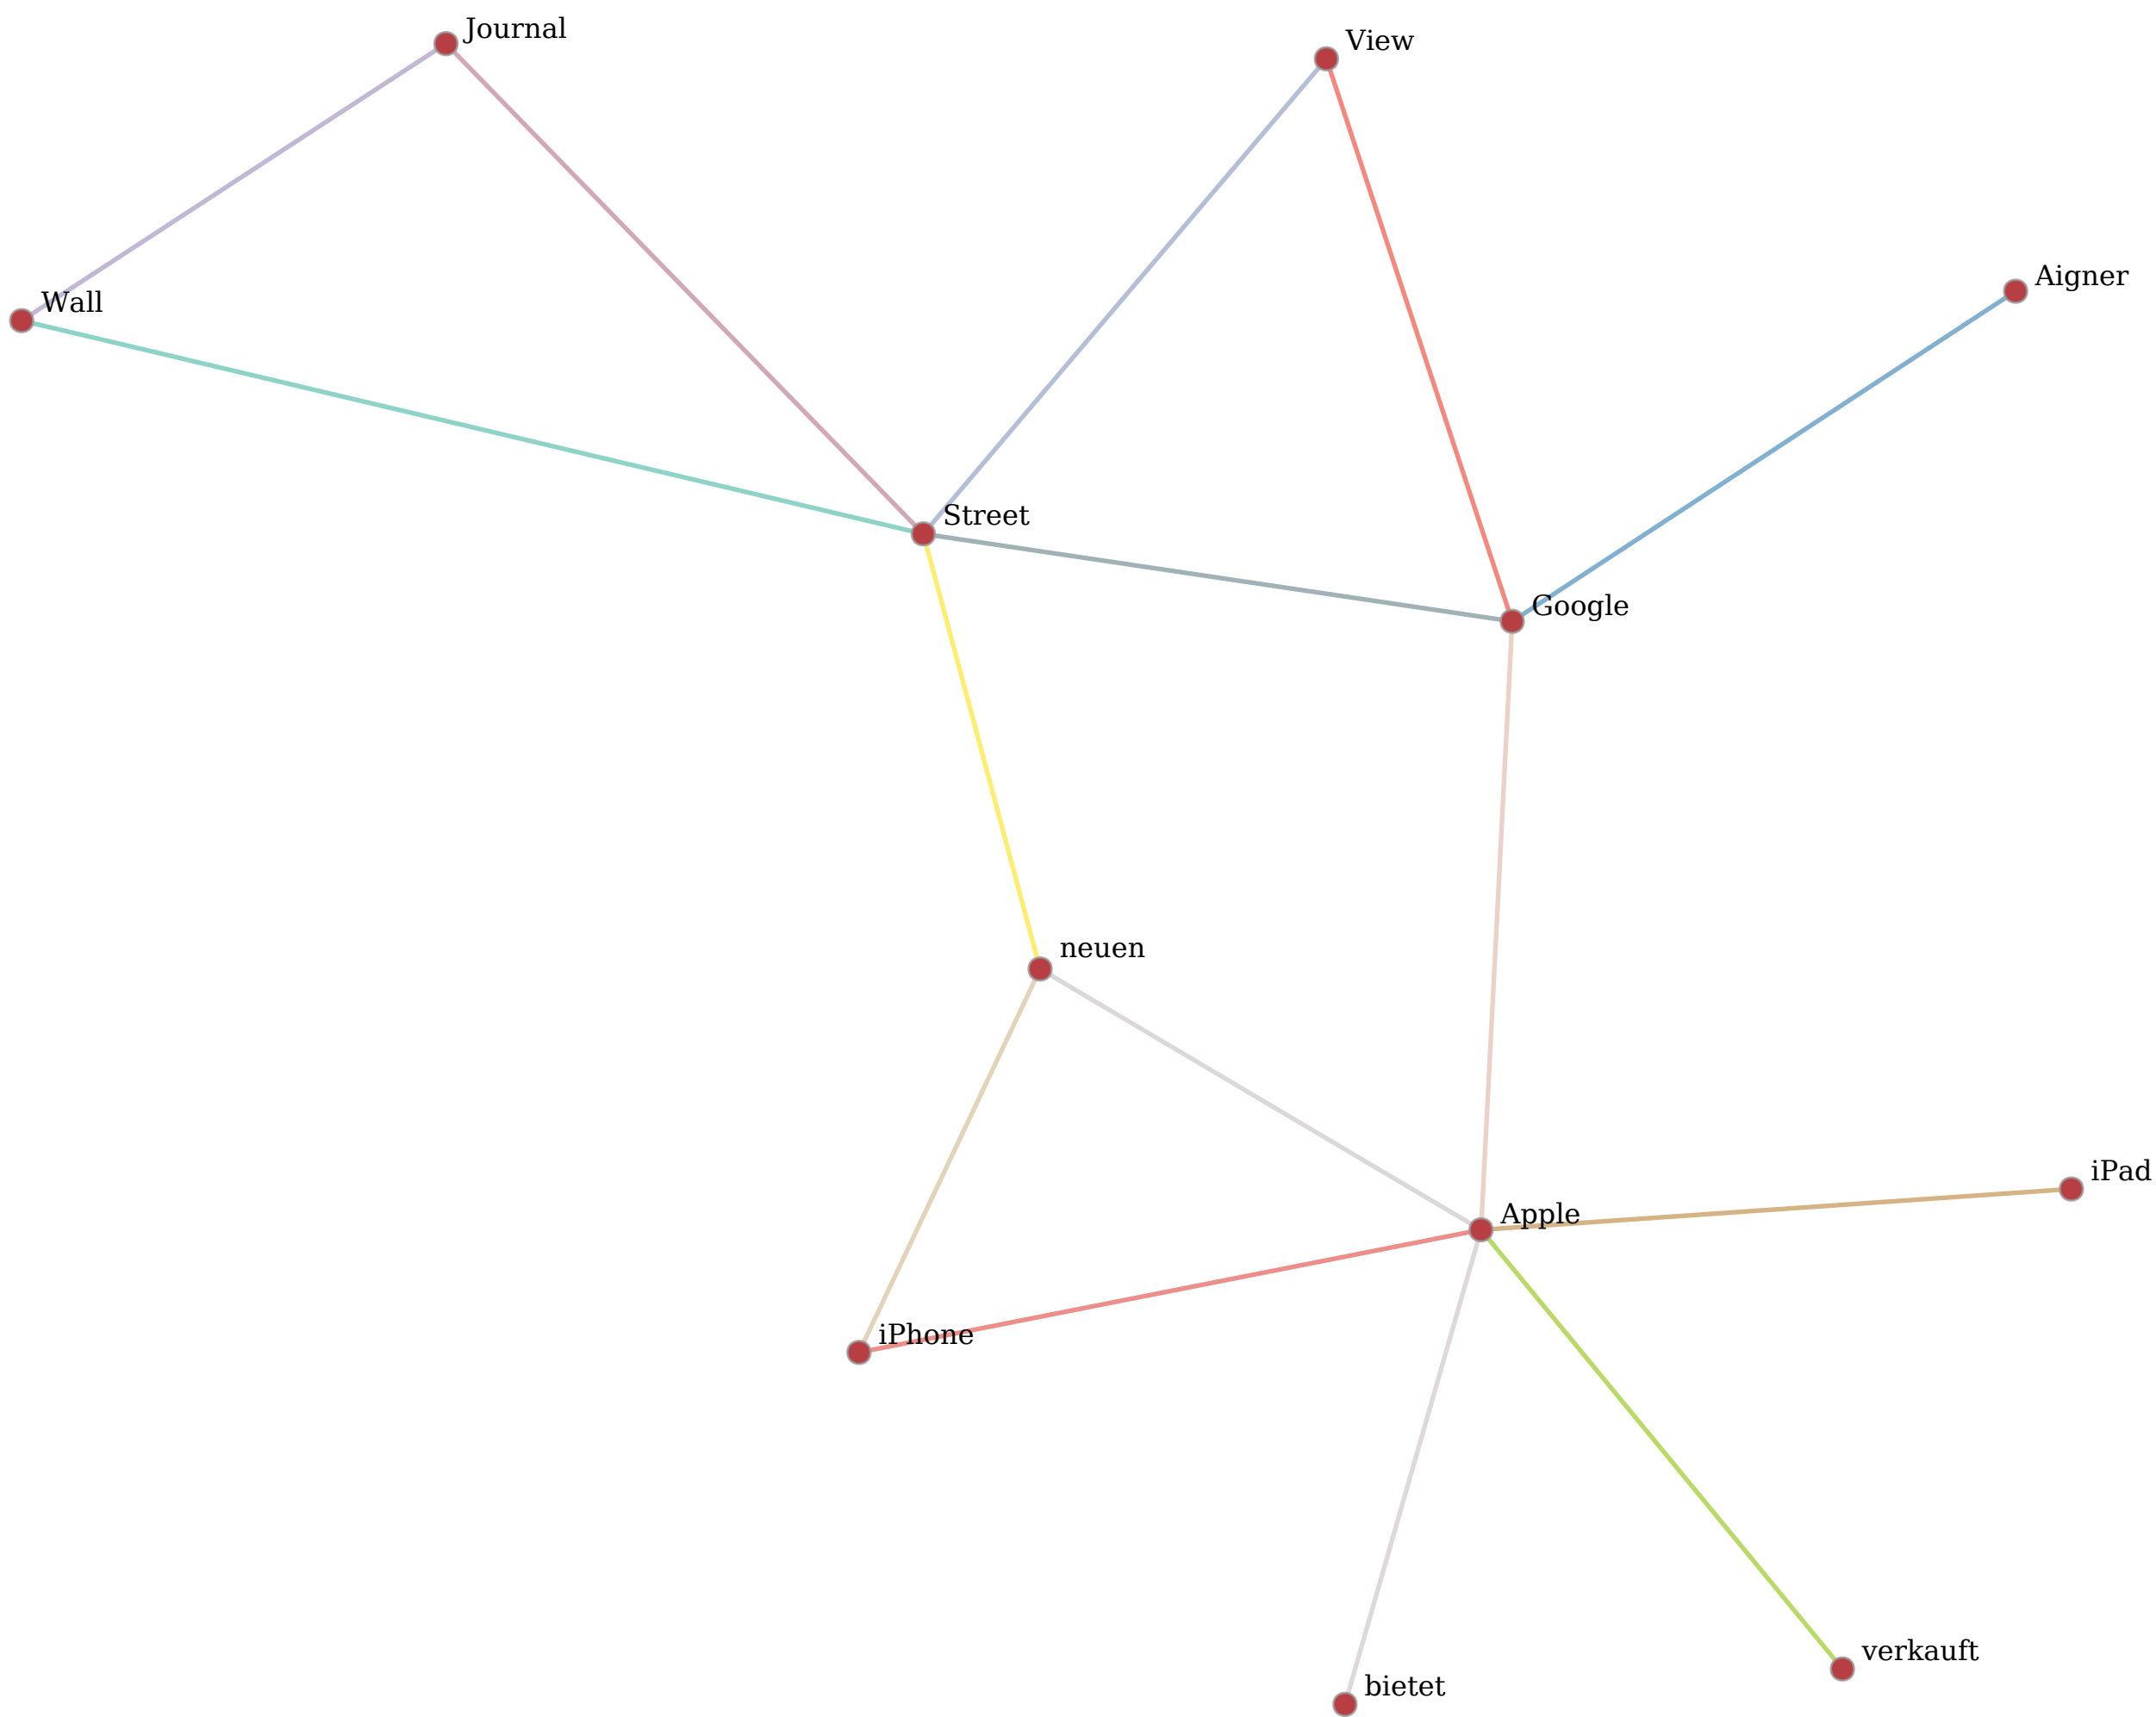 Journal
View
Aigner
Wall
Street
Google
neuen
iPad
Apple
iPhone
verkauft
bietet